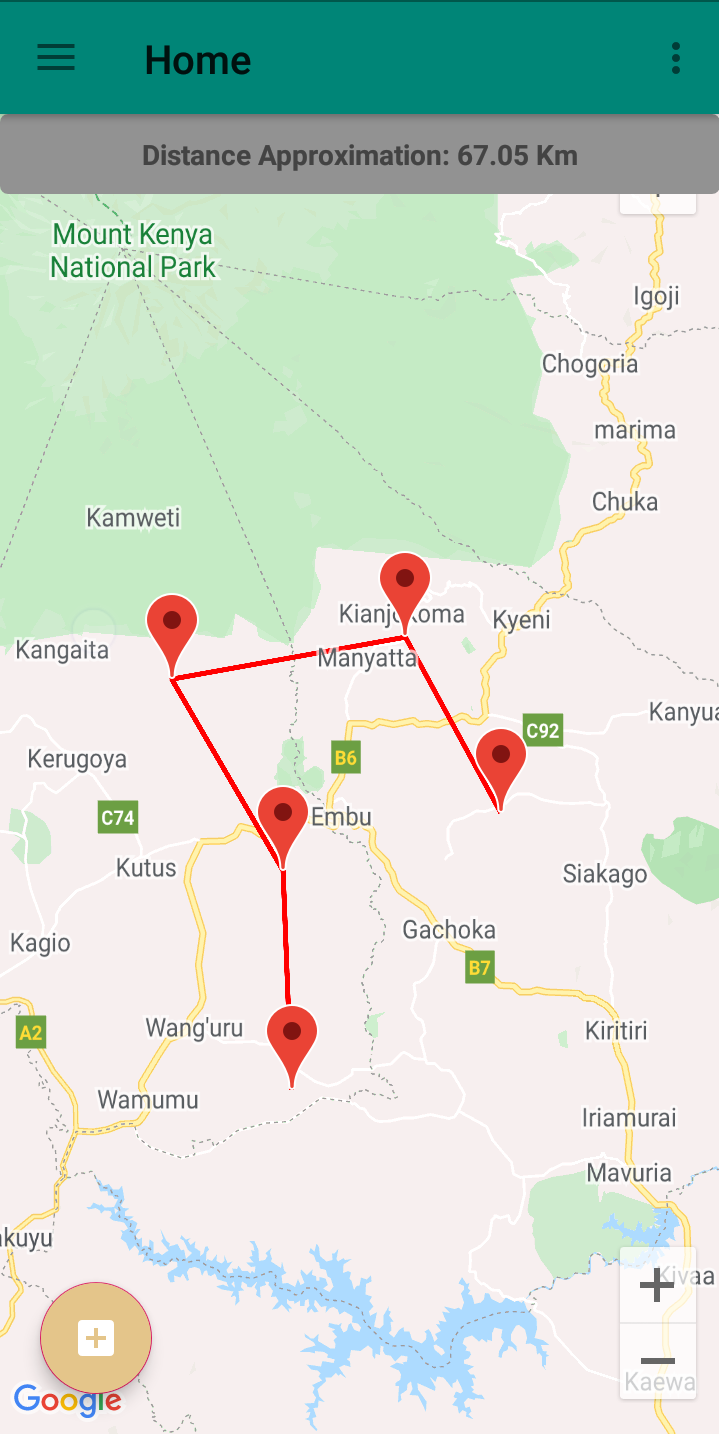 Home
Distance Approximation: 67.05 Km
Mount Kenya
National Park
Igoji
Chogoria
marima
Chuka
Kamweti
Kianjokoma
Kyeni
Kangaita
Manyatta
Kanyua
C92
B6
Kerugoya
C74
Embu
Kutus
Siakago
Gachoka
Kagio
B7
Wang'uru
Kiritiri
A2
Wamumu
Iriamurai
Mavuria
akuyu
Kivaa
Kaewa
Google